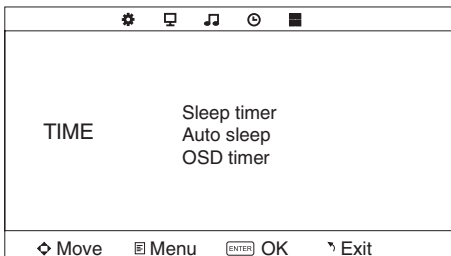 TIME
Sleep timer
Auto sleep
OSD timer
Move Menu ENTER OK Exit